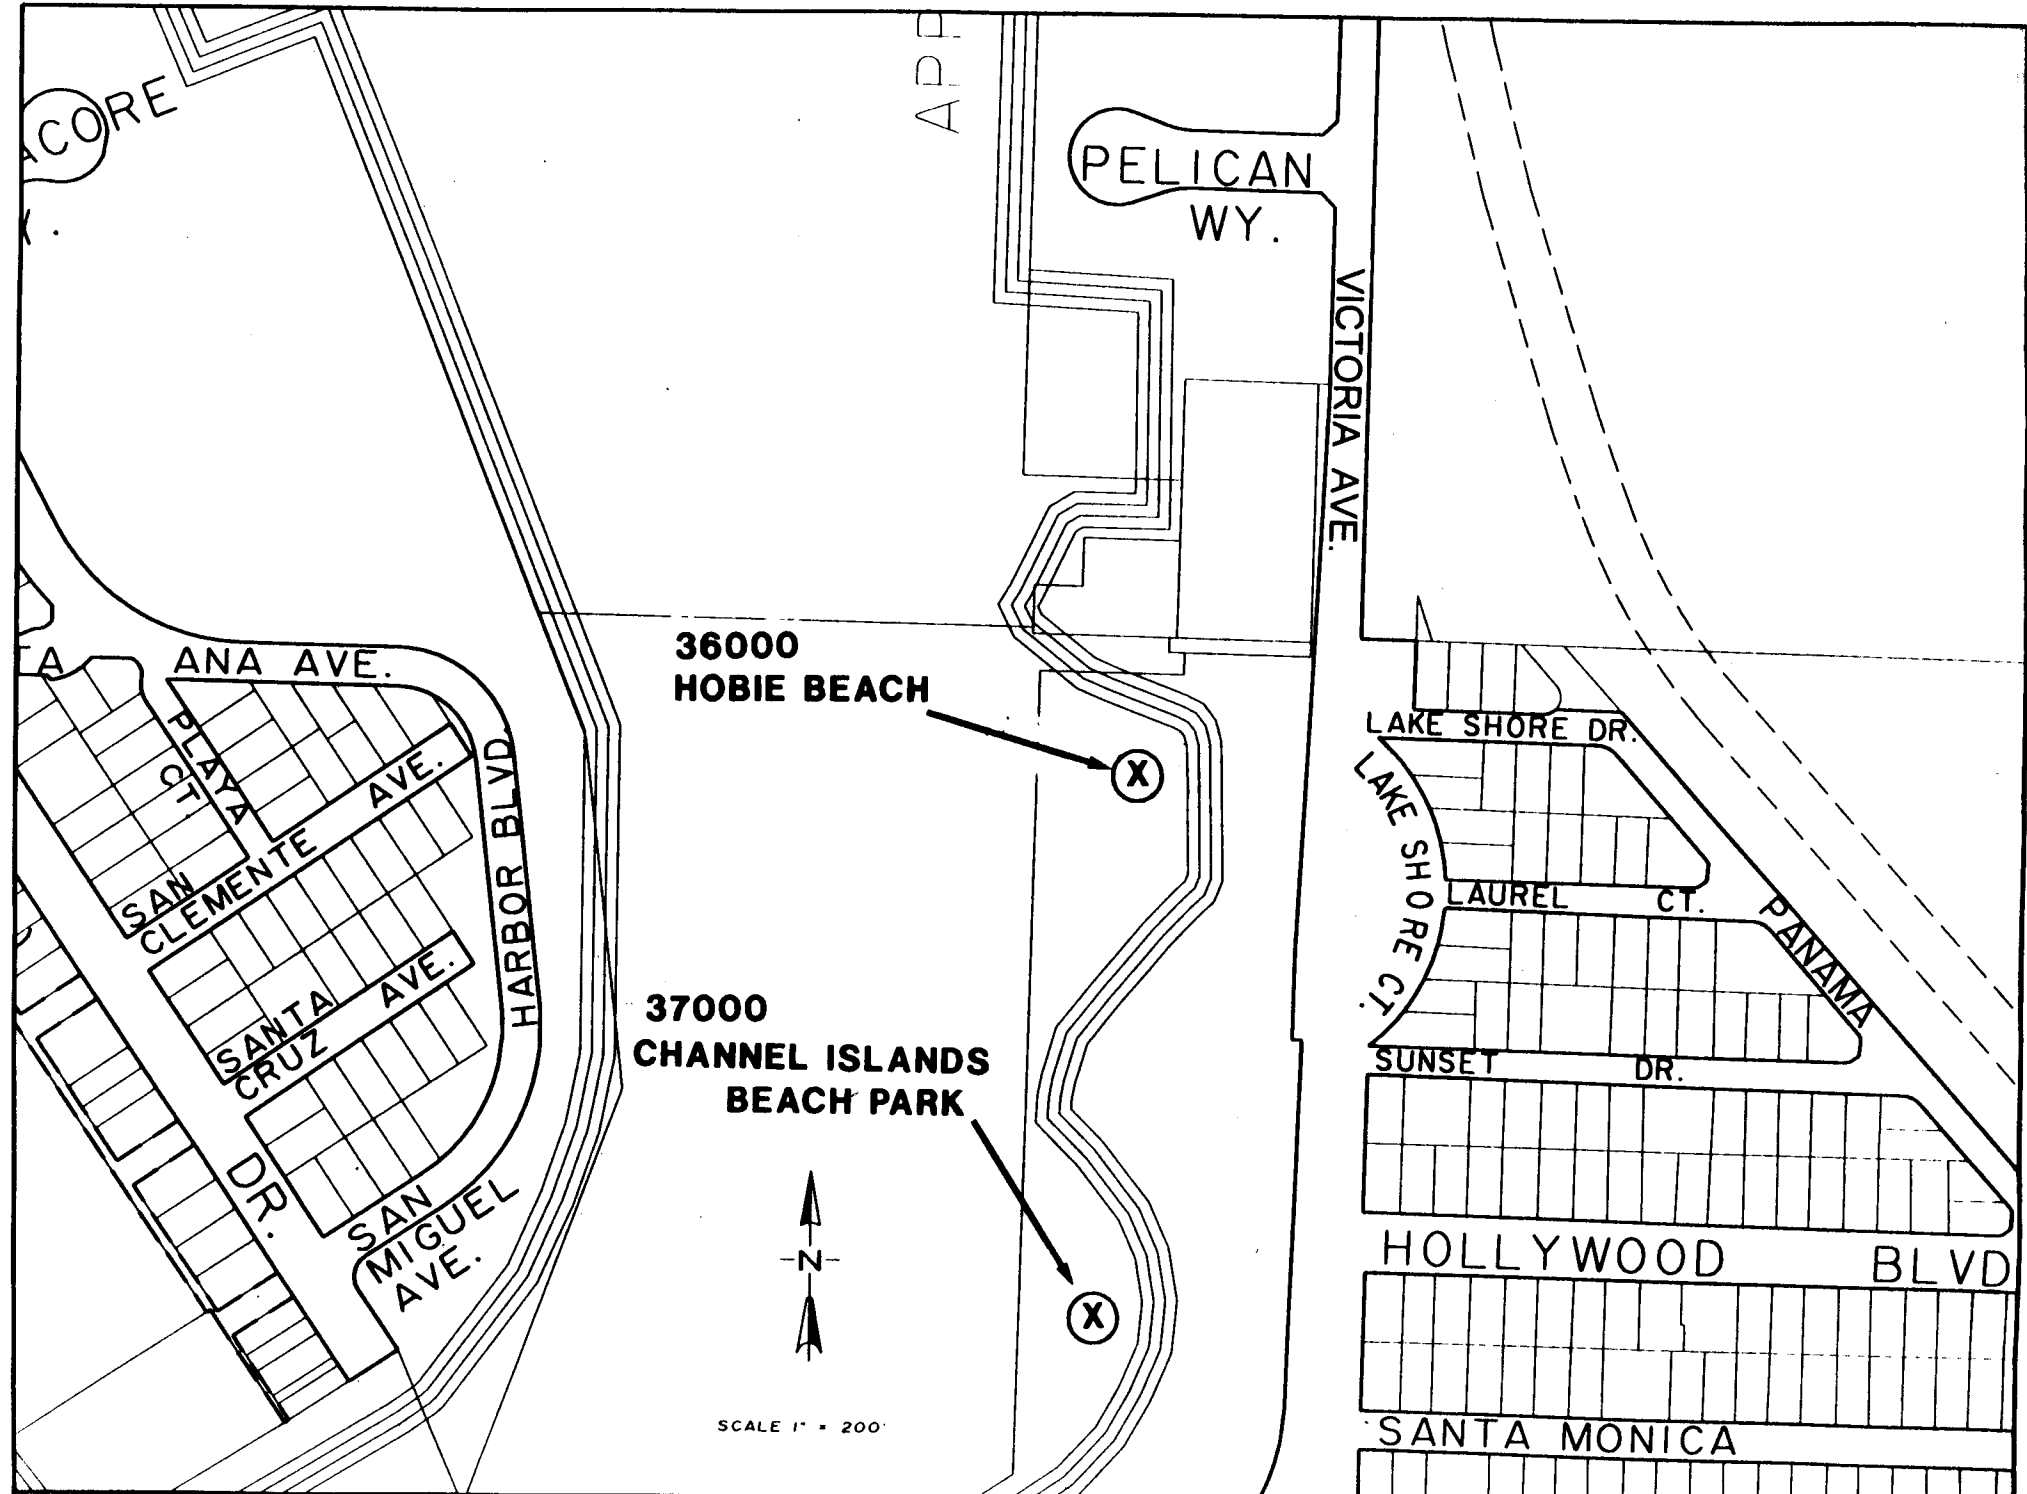 APP
ACORE
PELICAN
WY.
VICTORIA AVE.
36000
HOBIE BEACH
ANA AVE.
PLAYA
CT.
SAN
CLEMENTE AVE.
HARBOR BLVD.
SANTA
CRUZ AVE.
DR.
SAN
MIGUEL
AVE.
37000
CHANNEL ISLANDS
BEACH PARK
X
X
-N-
SCALE 1" = 200'
LAKE SHORE DR.
LAKE SHORE CT.
LAUREL CT.
PANAMA
SUNSET DR.
HOLLYWOOD BLVD
SANTA MONICA